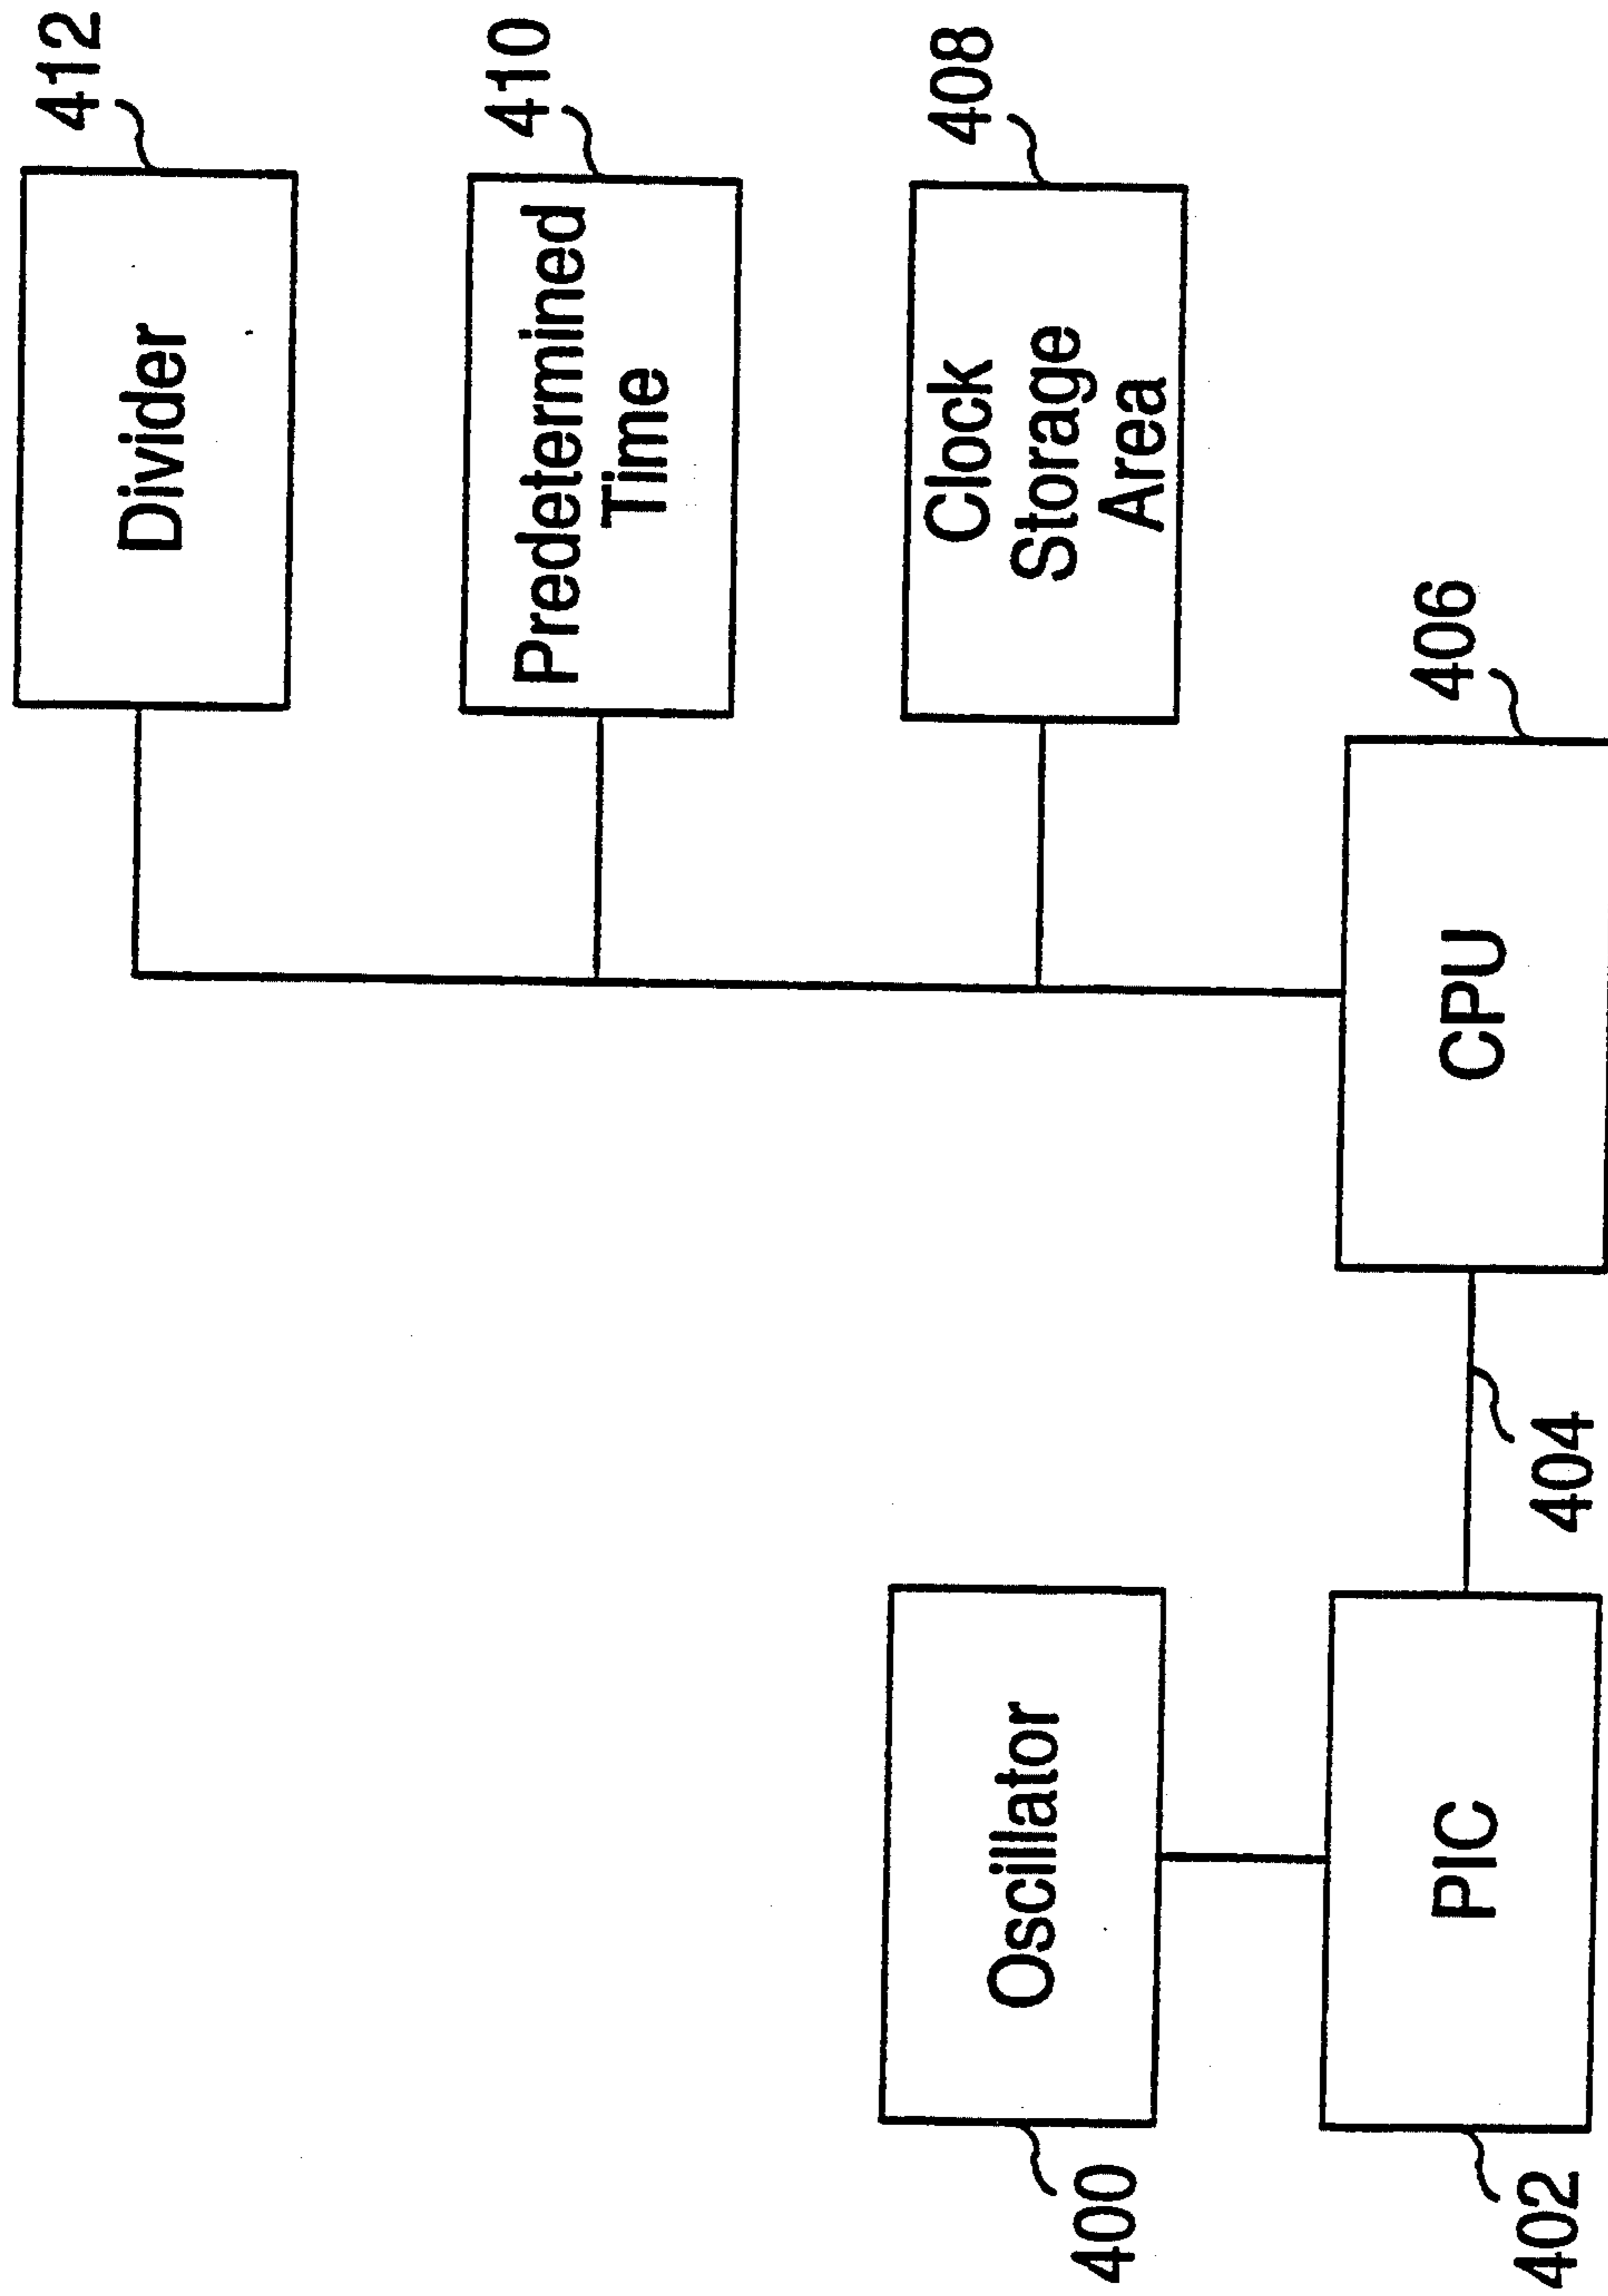 412
Divider
410
Predetermined
Time
408
Clock
Storage
Area
406
CPU
404
Oscillator
400
PIC
402